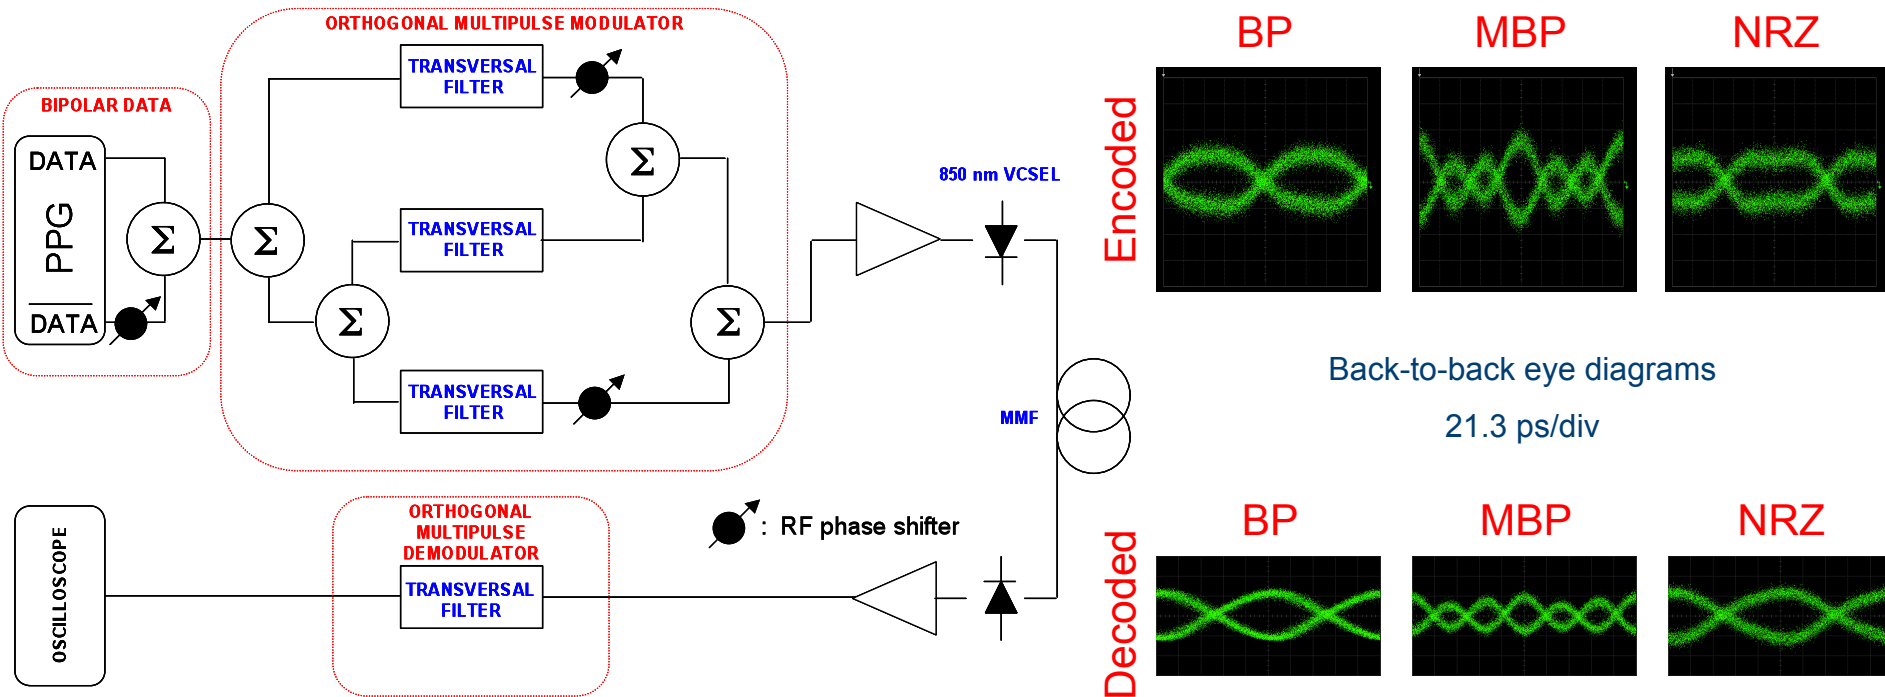 ORTHOGONAL MULTIPULSE MODULATOR
TRANSVERSAL
FILTER
BIPOLAR DATA
DATA
PPG
DATA
Σ
Σ
Σ
TRANSVERSAL
FILTER
Σ
Σ
TRANSVERSAL
FILTER
850 nm VCSEL
MMF
OSCILLOSCOPE
ORTHOGONAL
MULTIPULSE
DEMODULATOR
TRANSVERSAL
FILTER
: RF phase shifter
BP MBP NRZ
Encoded
Back-to-back eye diagrams
21.3 ps/div
BP MBP NRZ
Decoded